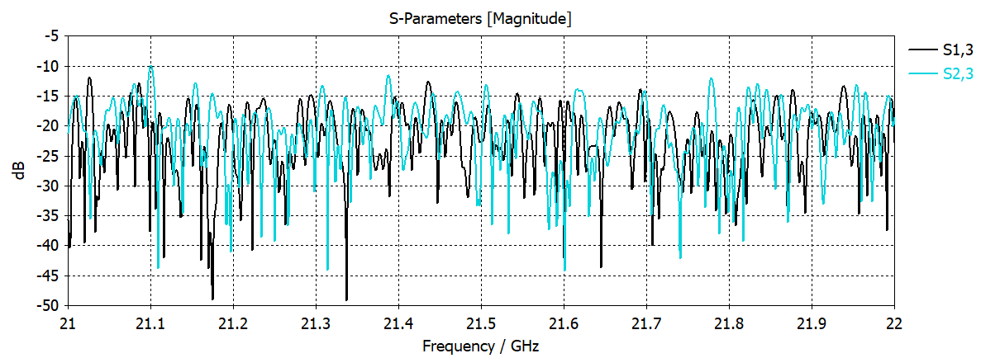 S-Parameters [Magnitude]
-5
-10
-15
-20
-25
-30
-35
-40
-45
-50
dB
21 21.1 21.2 21.3 21.4 21.5 21.6 21.7 21.8 21.9 22
Frequency / GHz
S1,3
S2,3